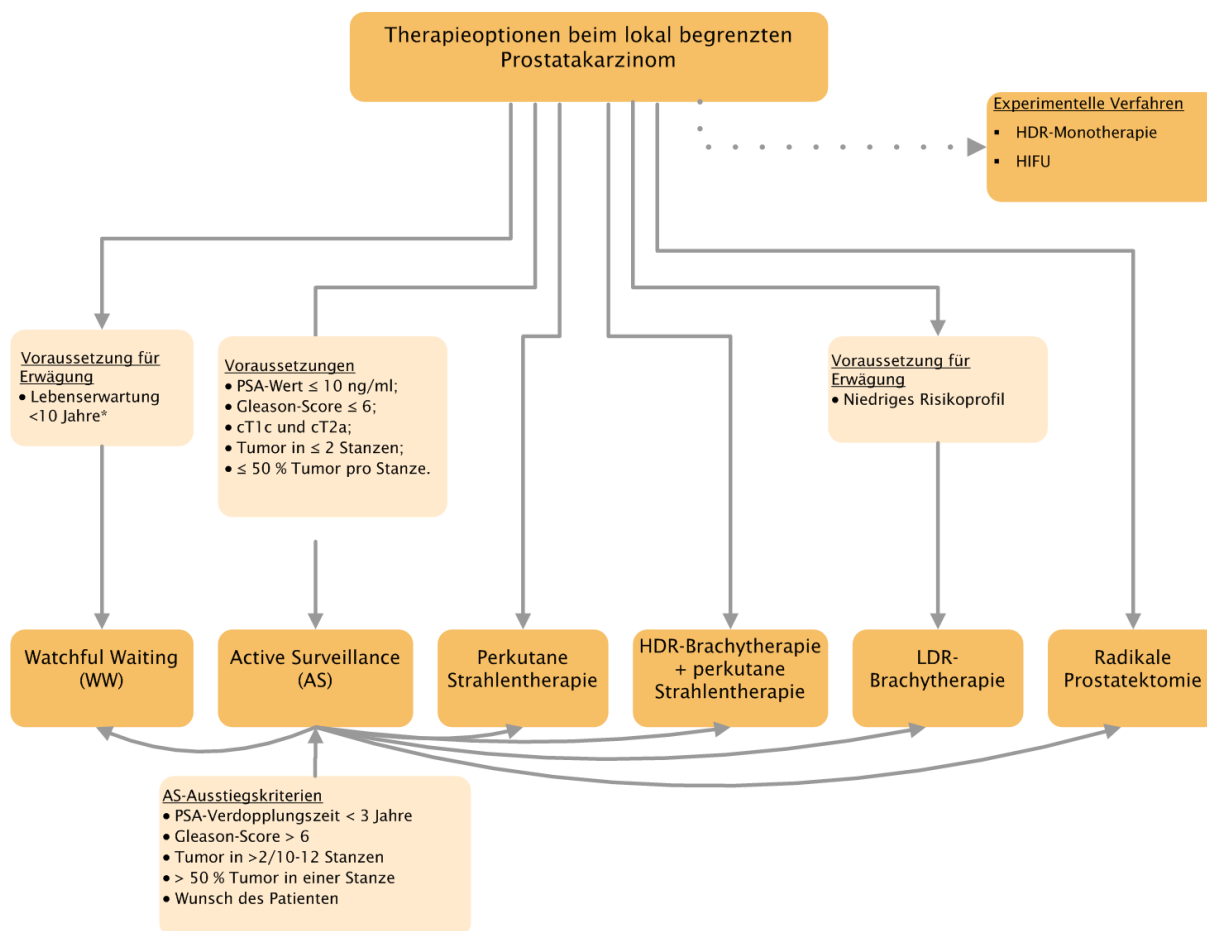 Therapieoptionen beim lokal begrenzten
Prostatakarzinom
Experimentelle Verfahren
▪ HDR-Monotherapie
▪ HIFU
Voraussetzung für
Erwägung
• Lebenserwartung
<10 Jahre*
Voraussetzungen
• PSA-Wert ≤ 10 ng/ml;
• Gleason-Score ≤ 6;
• cT1c und cT2a;
• Tumor in ≤ 2 Stanzen;
• ≤ 50 % Tumor pro Stanze.
Voraussetzung für
Erwägung
• Niedriges Risikoprofil
Watchful Waiting
(WW)
Active Surveillance
(AS)
Perkutane
Strahlentherapie
HDR-Brachytherapie
+ perkutane
Strahlentherapie
LDR-
Brachytherapie
Radikale
Prostatektomie
AS-Ausstiegskriterien
• PSA-Verdopplungszeit < 3 Jahre
• Gleason-Score > 6
• Tumor in >2/10-12 Stanzen
• > 50 % Tumor in einer Stanze
• Wunsch des Patienten